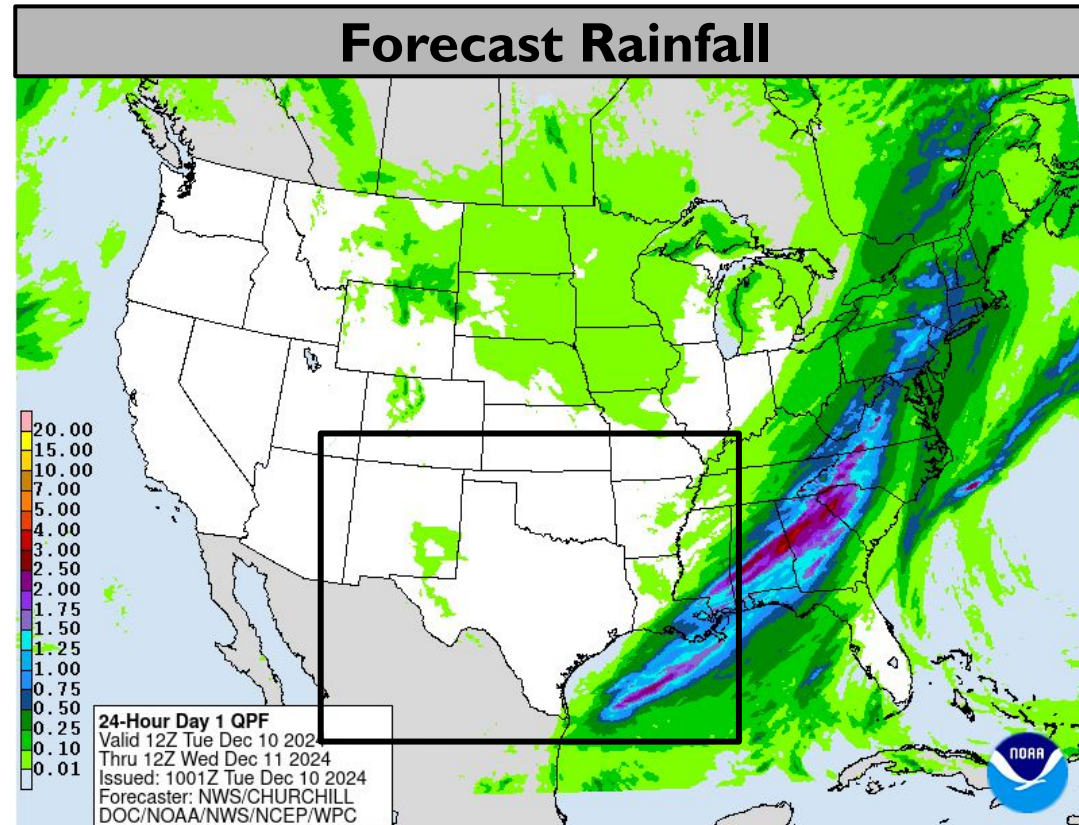 Forecast Rainfall
20.00
15.00
10.00
7.00
5.00
4.00
3.00
2.50
2.00
1.75
1.50
1.25
1.00
0.75
0.50
0.25
0.10
0.01
24-Hour Day 1 QPF
Valid 12Z Tue Dec 10 2024
Thru 12Z Wed Dec 11 2024
Issued: 1001Z Tue Dec 10 2024
Forecaster: NWS/CHURCHILL
DOC/NOAA/NWS/NCEP/WPC
NOAA